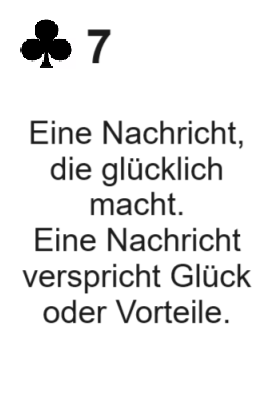 ♣ 7
Eine Nachricht,
die glücklich
macht.
Eine Nachricht
verspricht Glück
oder Vorteile.